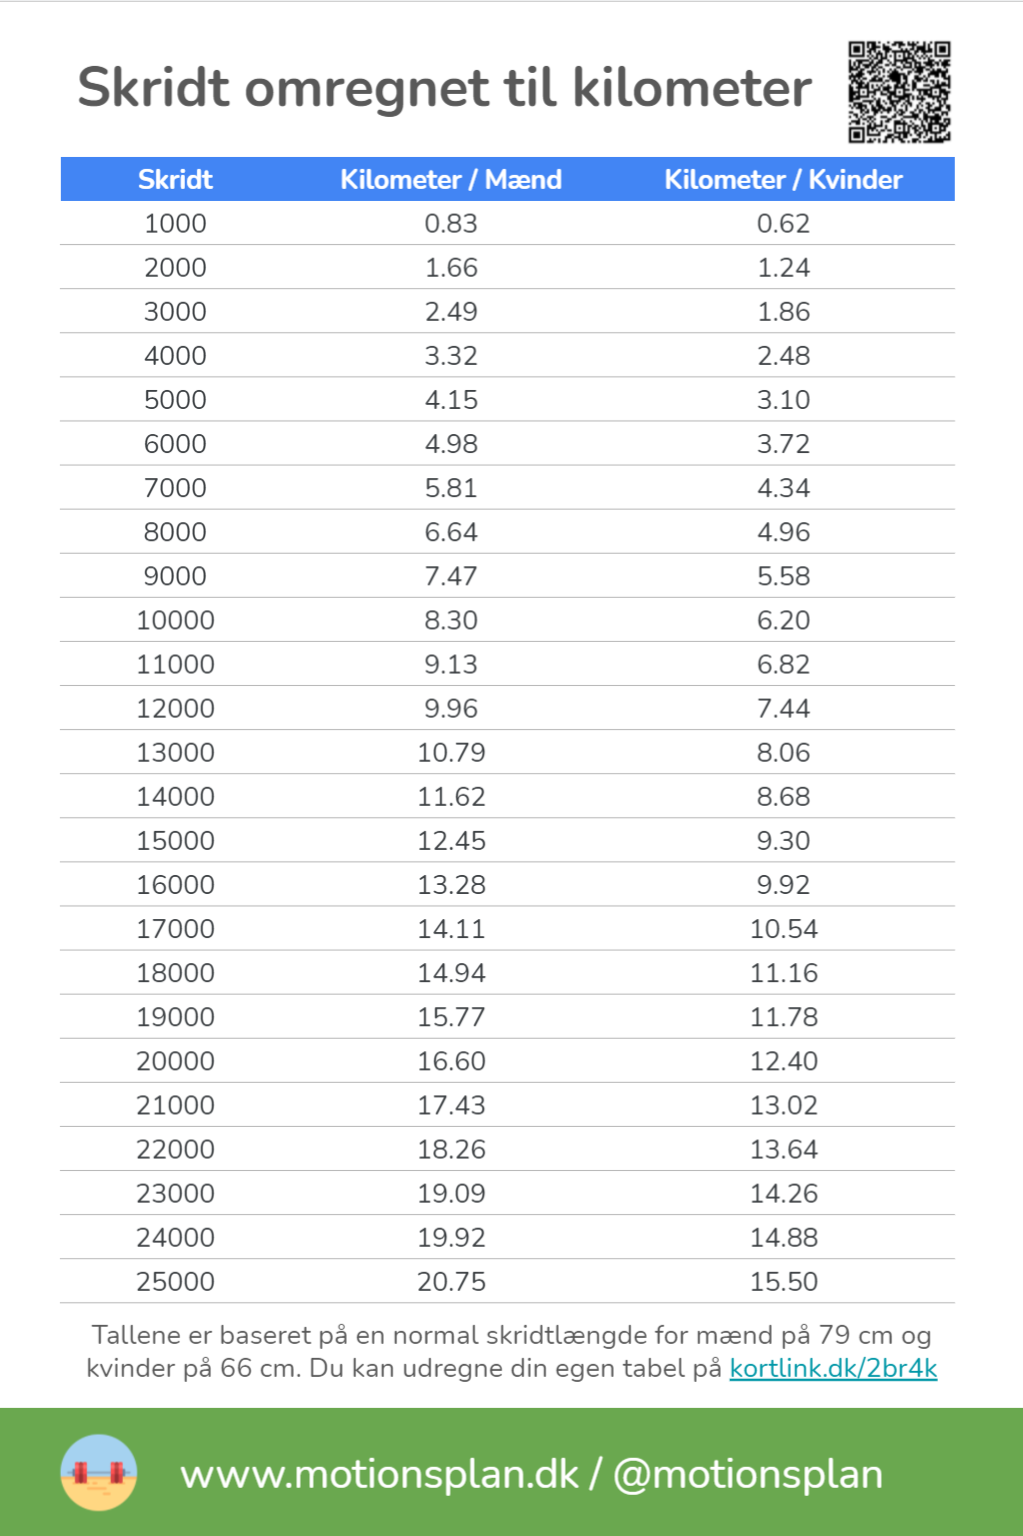 Skridt omregnet til kilometer
Skridt Kilometer / Mænd Kilometer / Kvinder
1000 0.83 0.62
2000 1.66 1.24
3000 2.49 1.86
4000 3.32 2.48
5000 4.15 3.10
6000 4.98 3.72
7000 5.81 4.34
8000 6.64 4.96
9000 7.47 5.58
10000 8.30 6.20
11000 9.13 6.82
12000 9.96 7.44
13000 10.79 8.06
14000 11.62 8.68
15000 12.45 9.30
16000 13.28 9.92
17000 14.11 10.54
18000 14.94 11.16
19000 15.77 11.78
20000 16.60 12.40
21000 17.43 13.02
22000 18.26 13.64
23000 19.09 14.26
24000 19.92 14.88
25000 20.75 15.50
Tallene er baseret på en normal skridtlængde for mænd på 79 cm og
kvinder på 66 cm. Du kan udregne din egen tabel på kortlink.dk/2br4k
www.motionsplan.dk / @motionsplan